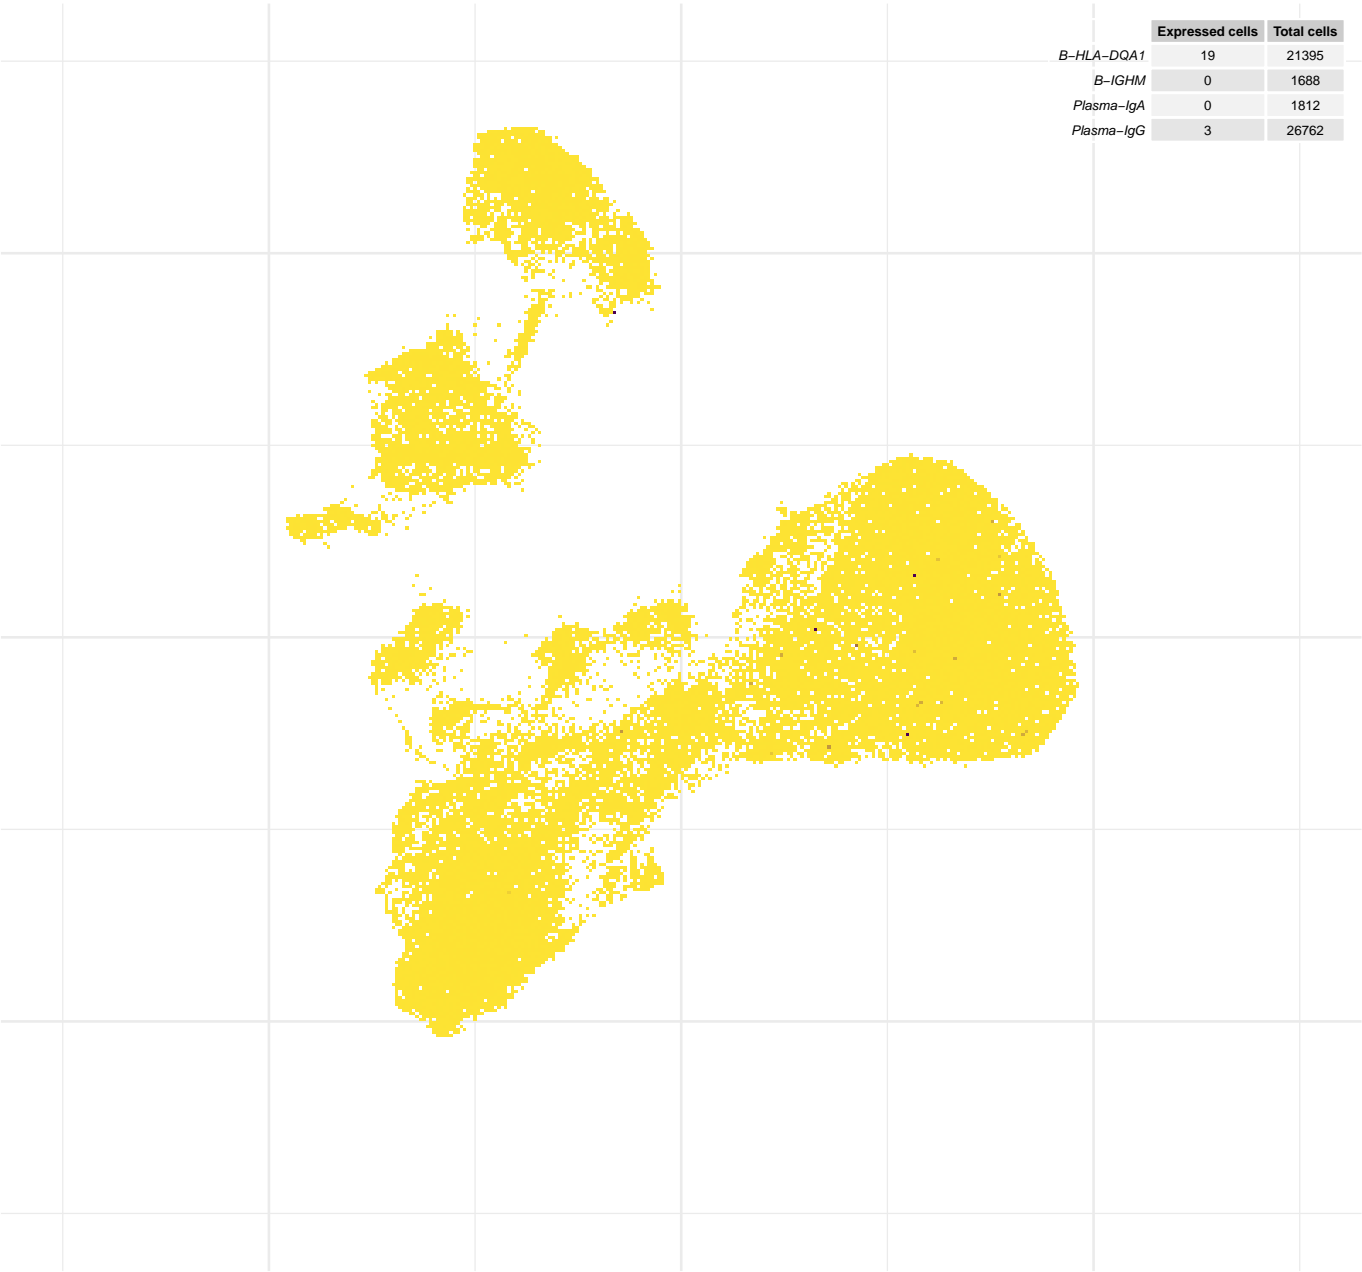 Expressed cells Total cells
B−HLA−DQA1 19 21395
B−IGHM 0 1688
Plasma−IgA 0 1812
Plasma−IgG 3 26762